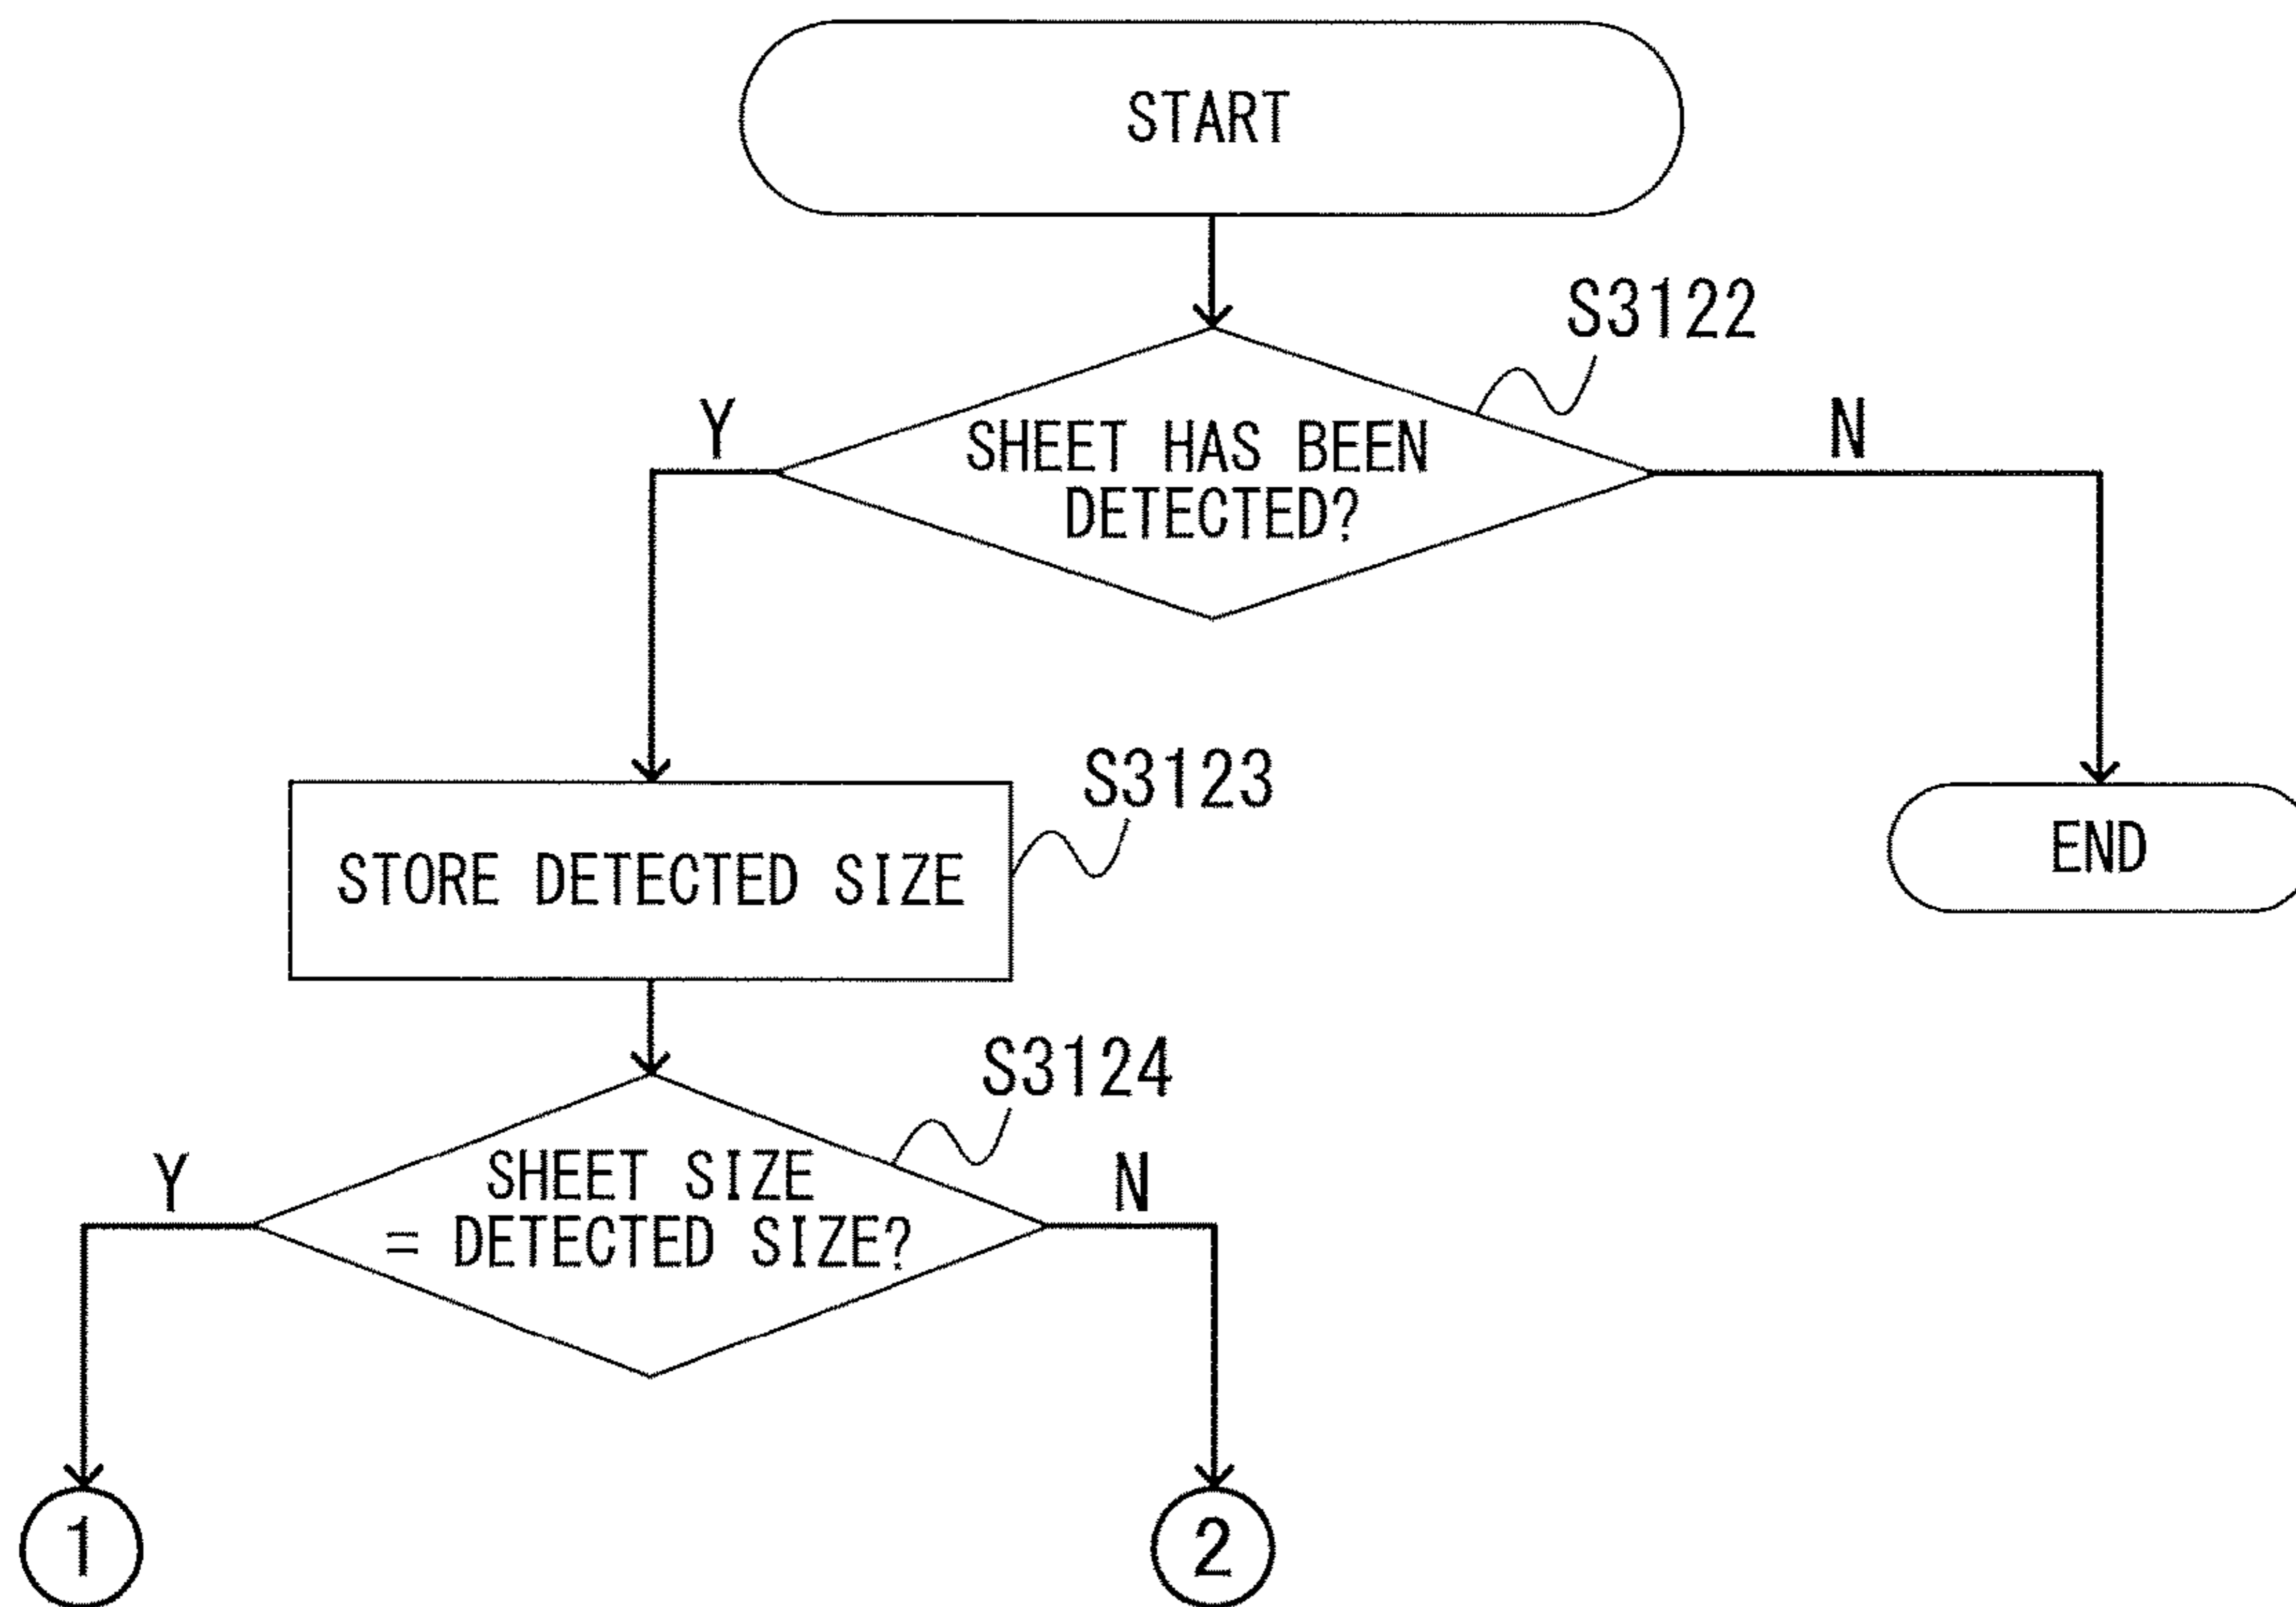 START
S3122
Y
N
SHEET HAS BEEN
DETECTED?
S3123
STORE DETECTED SIZE
END
S3124
Y
N
SHEET SIZE
= DETECTED SIZE?
1
2